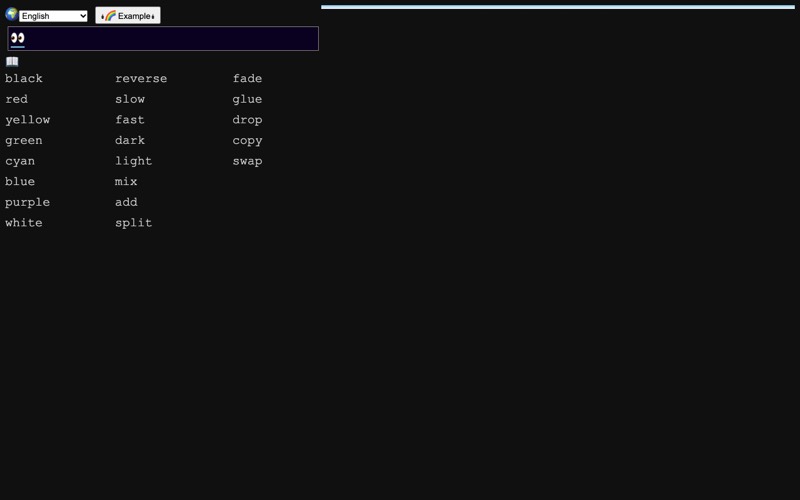 English Example
black reverse fade
red slow glue
yellow fast drop
green dark copy
cyan light swap
blue mix
purple add
white split